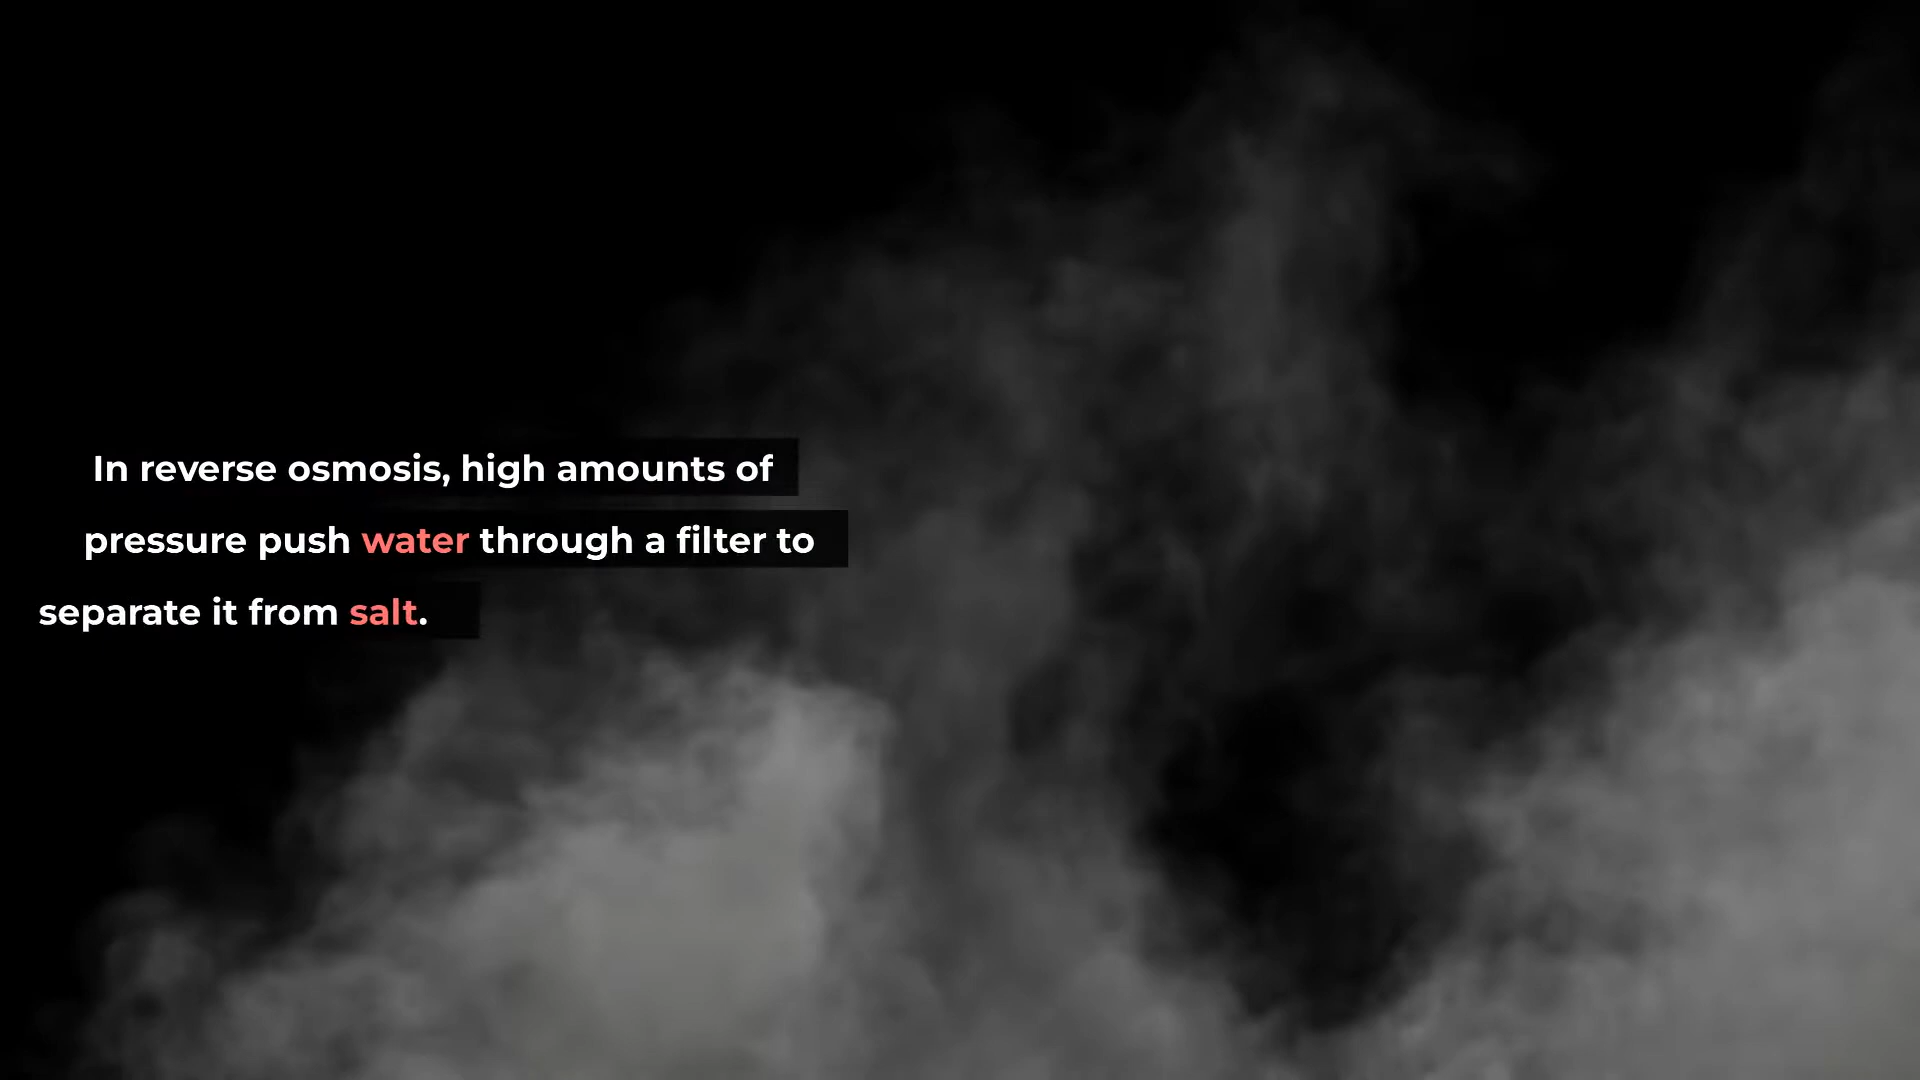 In reverse osmosis, high amounts of
pressure push water through a filter to
separate it from salt.